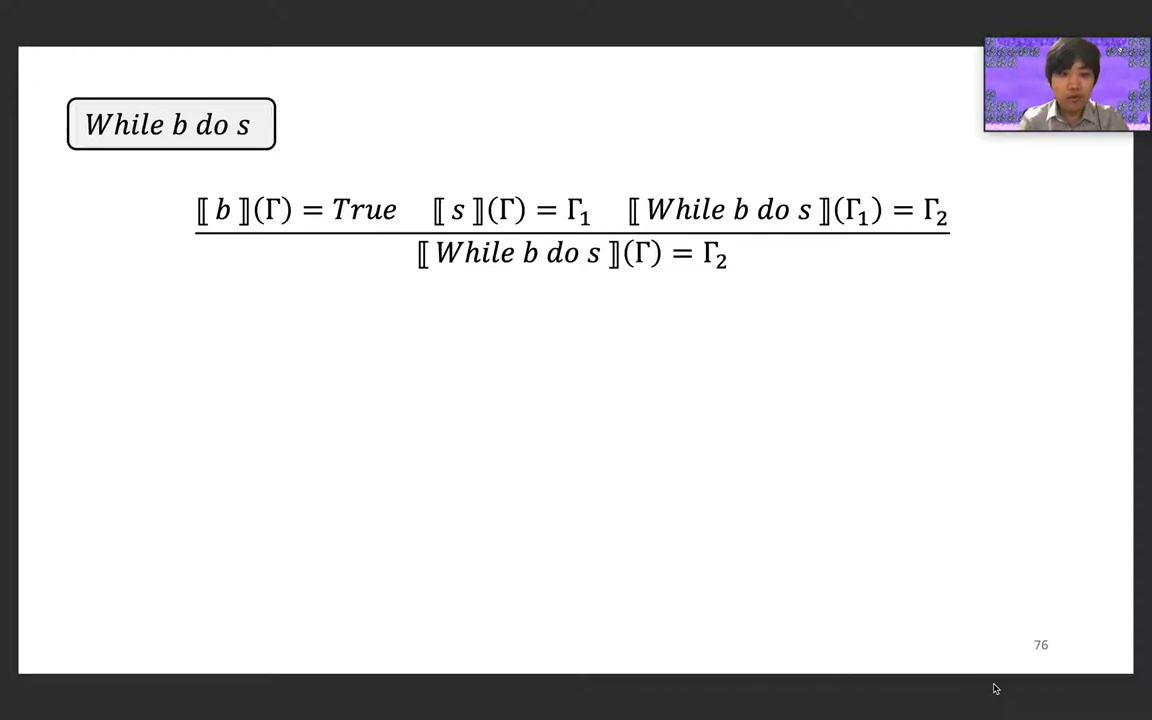 While b do s
⟦ b ⟧(Γ) = True ⟦ s ⟧(Γ) = Γ₁ ⟦ While b do s ⟧(Γ₁) = Γ₂
⟦ While b do s ⟧(Γ) = Γ₂
76